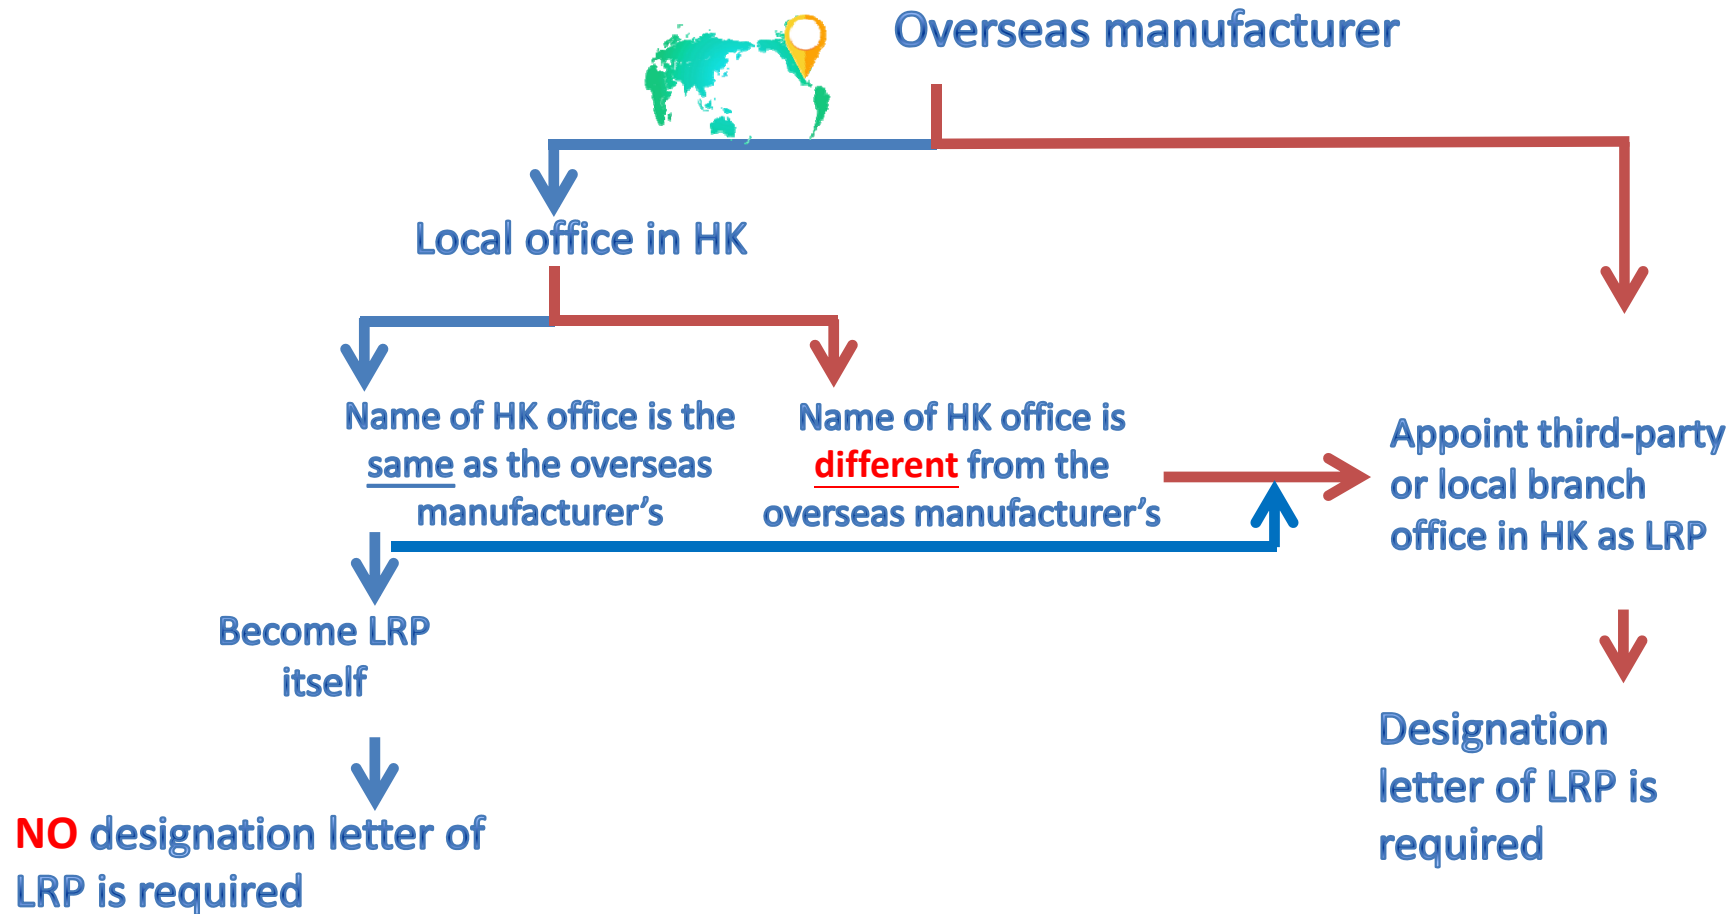 Overseas manufacturer
Local office in HK
Name of HK office is the
same as the overseas
manufacturer’s
Name of HK office is
different from the
overseas manufacturer’s
Appoint third-party
or local branch
office in HK as LRP
Become LRP
itself
Designation
letter of LRP is
required
NO designation letter of
LRP is required